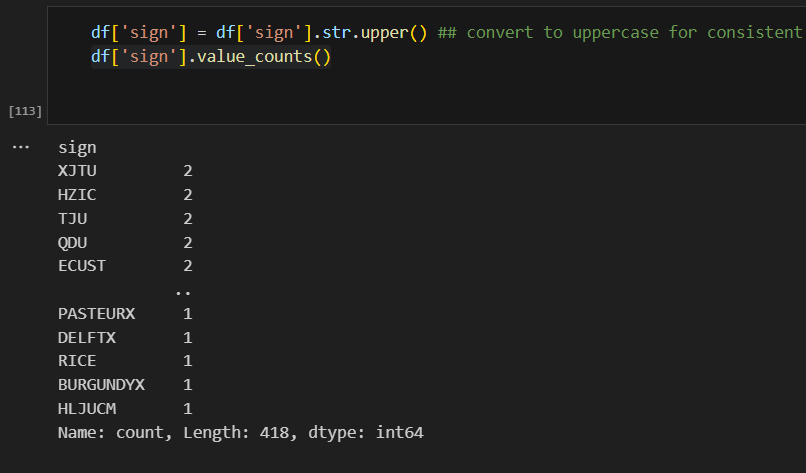 df['sign'] = df['sign'].str.upper() ## convert to uppercase for consistent
df['sign'].value_counts()
[113]
...
sign
XJTU 2
HZIC 2
TJU 2
QDU 2
ECUST 2
..
PASTEURX 1
DELFTX 1
RICE 1
BURGUNDYX 1
HLJUCM 1
Name: count, Length: 418, dtype: int64